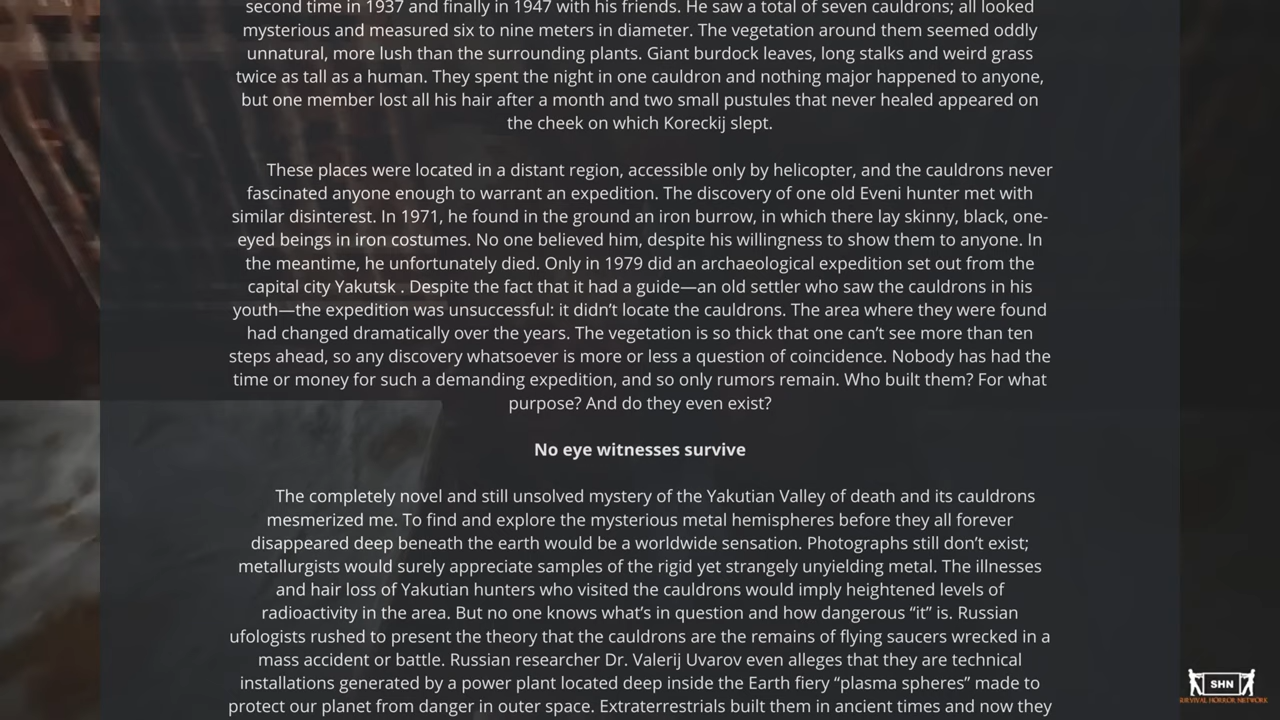 second time in 1937 and finally in 1947 with his friends. He saw a total of seven cauldrons; all looked
mysterious and measured six to nine meters in diameter. The vegetation around them seemed oddly
unnatural, more lush than the surrounding plants. Giant burdock leaves, long stalks and weird grass
twice as tall as a human. They spent the night in one cauldron and nothing major happened to anyone,
but one member lost all his hair after a month and two small pustules that never healed appeared on
the cheek on which Koreckij slept.
These places were located in a distant region, accessible only by helicopter, and the cauldrons never
fascinated anyone enough to warrant an expedition. The discovery of one old Eveni hunter met with
similar disinterest. In 1971, he found in the ground an iron burrow, in which there lay skinny, black, one-
eyed beings in iron costumes. No one believed him, despite his willingness to show them to anyone. In
the meantime, he unfortunately died. Only in 1979 did an archaeological expedition set out from the
capital city Yakutsk . Despite the fact that it had a guide—an old settler who saw the cauldrons in his
youth—the expedition was unsuccessful: it didn’t locate the cauldrons. The area where they were found
had changed dramatically over the years. The vegetation is so thick that one can’t see more than ten
steps ahead, so any discovery whatsoever is more or less a question of coincidence. Nobody has had the
time or money for such a demanding expedition, and so only rumors remain. Who built them? For what
purpose? And do they even exist?
No eye witnesses survive
The completely novel and still unsolved mystery of the Yakutian Valley of death and its cauldrons
mesmerized me. To find and explore the mysterious metal hemispheres before they all forever
disappeared deep beneath the earth would be a worldwide sensation. Photographs still don’t exist;
metallurgists would surely appreciate samples of the rigid yet strangely unyielding metal. The illnesses
and hair loss of Yakutian hunters who visited the cauldrons would imply heightened levels of
radioactivity in the area. But no one knows what’s in question and how dangerous “it” is. Russian
ufologists rushed to present the theory that the cauldrons are the remains of flying saucers wrecked in a
mass accident or battle. Russian researcher Dr. Valerij Uvarov even alleges that they are technical
installations generated by a power plant located deep inside the Earth fiery “plasma spheres” made to
protect our planet from danger in outer space. Extraterrestrials built them in ancient times and now they
SHN
SURVIVAL HORROR NETWORK